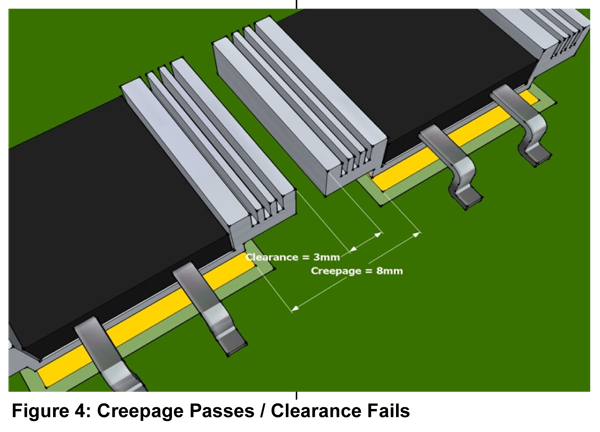 Clearance = 3mm
Creepage = 8mm
Figure 4: Creepage Passes / Clearance Fails